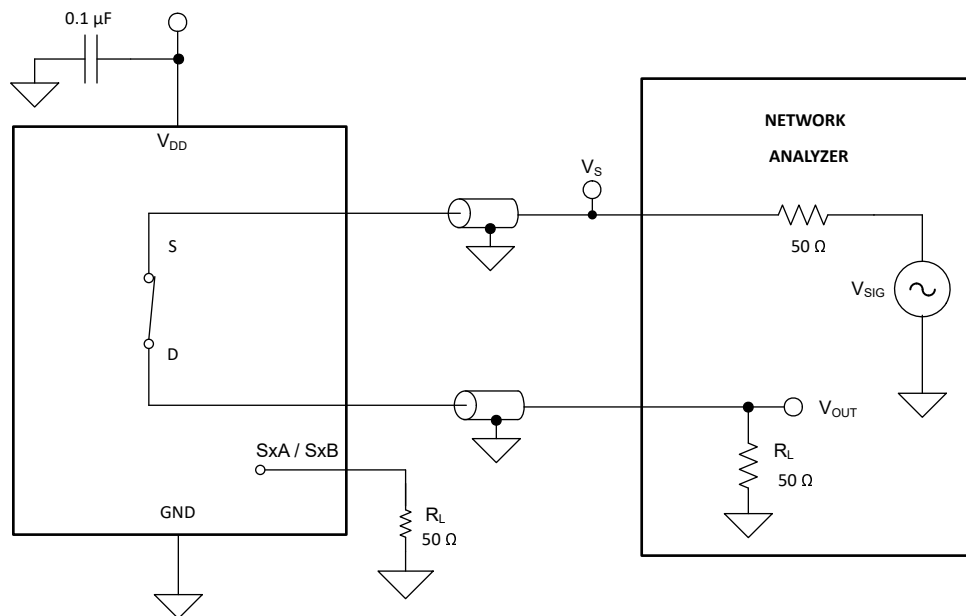 0.1 µF
VDD
NETWORK
ANALYZER
VS
50 Ω
S
VSIG
D
VOUT
SxA / SxB
RL
50 Ω
GND
RL
50 Ω